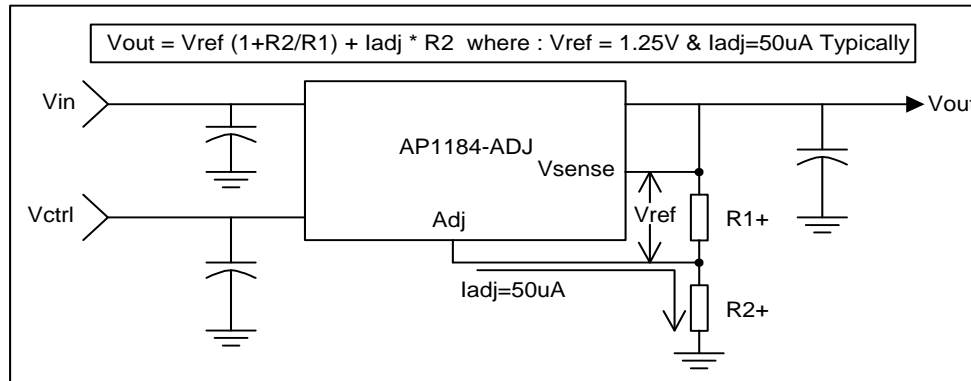 Vout = Vref (1+R2/R1) + Iadj * R2 where : Vref = 1.25V & Iadj=50uA Typically
Vin
Vout
AP1184-ADJ
Vsense
Vctrl
Adj
Vref
R1+
Iadj=50uA
R2+